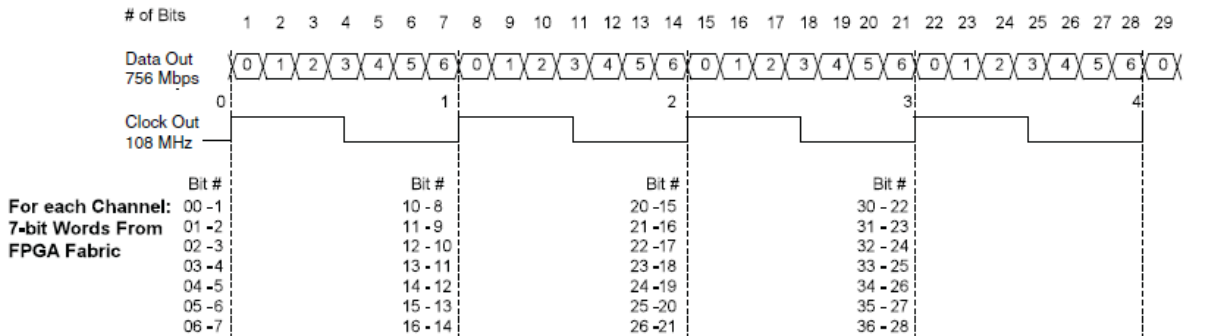 # of Bits 1 2 3 4 5 6 7 8 9 10 11 12 13 14 15 16 17 18 19 20 21 22 23 24 25 26 27 28 29
Data Out 0 1 2 3 4 5 6 0 1 2 3 4 5 6 0 1 2 3 4 5 6 0 1 2 3 4 5 6 0
756 Mbps
0 1 2 3 4
Clock Out
108 MHz
Bit # Bit # Bit # Bit #
For each Channel: 00 -1 10 - 8 20 -15 30 - 22
7-bit Words From 01 -2 11 - 9 21 -16 31 - 23
FPGA Fabric 02 -3 12 - 10 22 -17 32 - 24
03 -4 13 - 11 23 -18 33 - 25
04 -5 14 - 12 24 -19 34 - 26
05 -6 15 - 13 25 -20 35 - 27
06 -7 16 - 14 26 -21 36 - 28